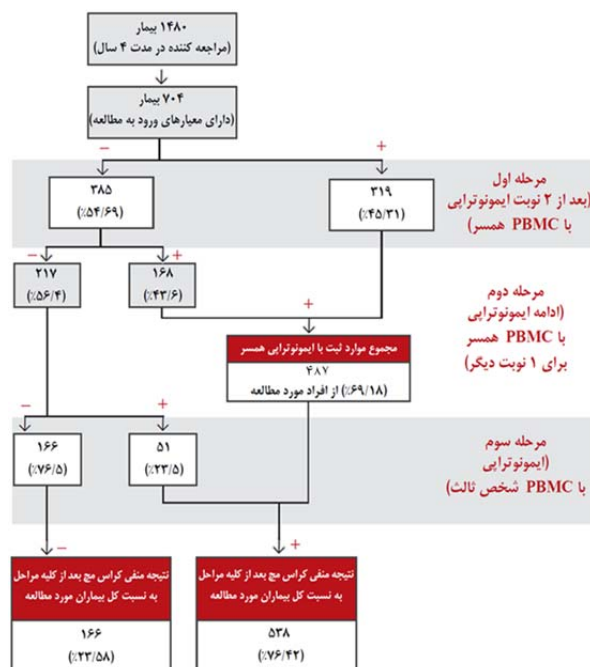 ۱۴۸۰ بیمار
(مراجعه کننده در مدت ۴ سال)
۷۰۴ بیمار
(دارای معیارهای ورود به مطالعه)
–
+
مرحله اول
(بعد از ۲ نوبت ایمونوتراپی
با PBMC همسر)
۳۱۹
(%۴۵/۳۱)
۳۸۵
(%۵۴/۶۹)
–
+
مرحله دوم
(ادامه ایمونوتراپی
با PBMC همسر
برای ۱ نوبت دیگر)
۱۶۸
(%۴۳/۶)
۲۱۷
(%۵۶/۴)
+
مجموع موارد ثبت با ایمونوتراپی همسر
۴۸۷
(%۶۹/۱۸) از افراد مورد مطالعه
–
+
مرحله سوم
(ایمونوتراپی
با PBMC شخص ثالث)
۵۱
(%۲۳/۵)
۱۶۶
(%۷۶/۵)
+
نتیجه منفی کراس مچ بعد از کلیه مراحل
به نسبت کل بیماران مورد مطالعه
۵۳۸
(%۷۶/۴۲)
–
نتیجه منفی کراس مچ بعد از کلیه مراحل
به نسبت کل بیماران مورد مطالعه
۱۶۶
(%۲۳/۵۸)